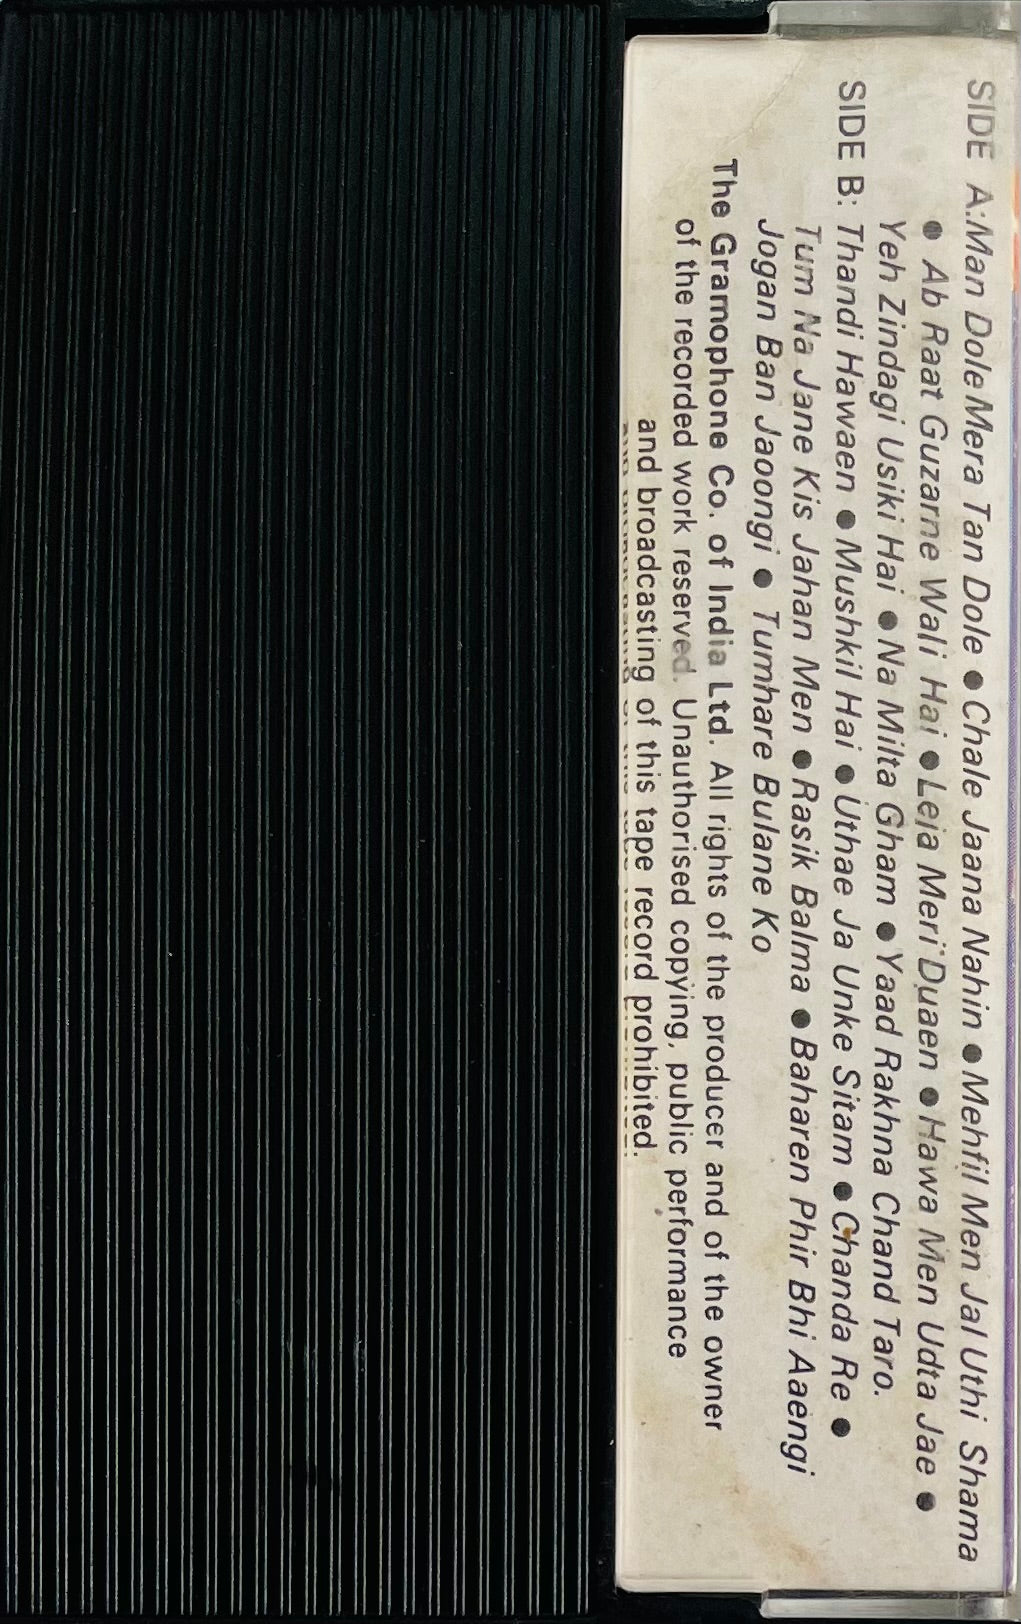 SIDE A: Man Dole Mera Tan Dole ● Chale Jaana Nahin ● Mehfil Men Jal Uthi Shama
● Ab Raat Guzarne Wali Hai ● Leja Meri Duaen ● Hawa Men Udta Jae ●
Yeh Zindagi Usiki Hai ● Na Milta Gham ● Yaad Rakhna Chand Taro.
SIDE B: Thandi Hawaen ● Mushkil Hai ● Uthae Ja Unke Sitam ● Chanda Re ●
Tum Na Jane Kis Jahan Men ● Rasik Balma ● Baharen Phir Bhi Aaengi
Jogan Ban Jaoongi ● Tumhare Bulane Ko
The Gramophone Co. of India Ltd. All rights of the producer and of the owner
of the recorded work reserved. Unauthorised copying, public performance
and broadcasting of this tape record prohibited.